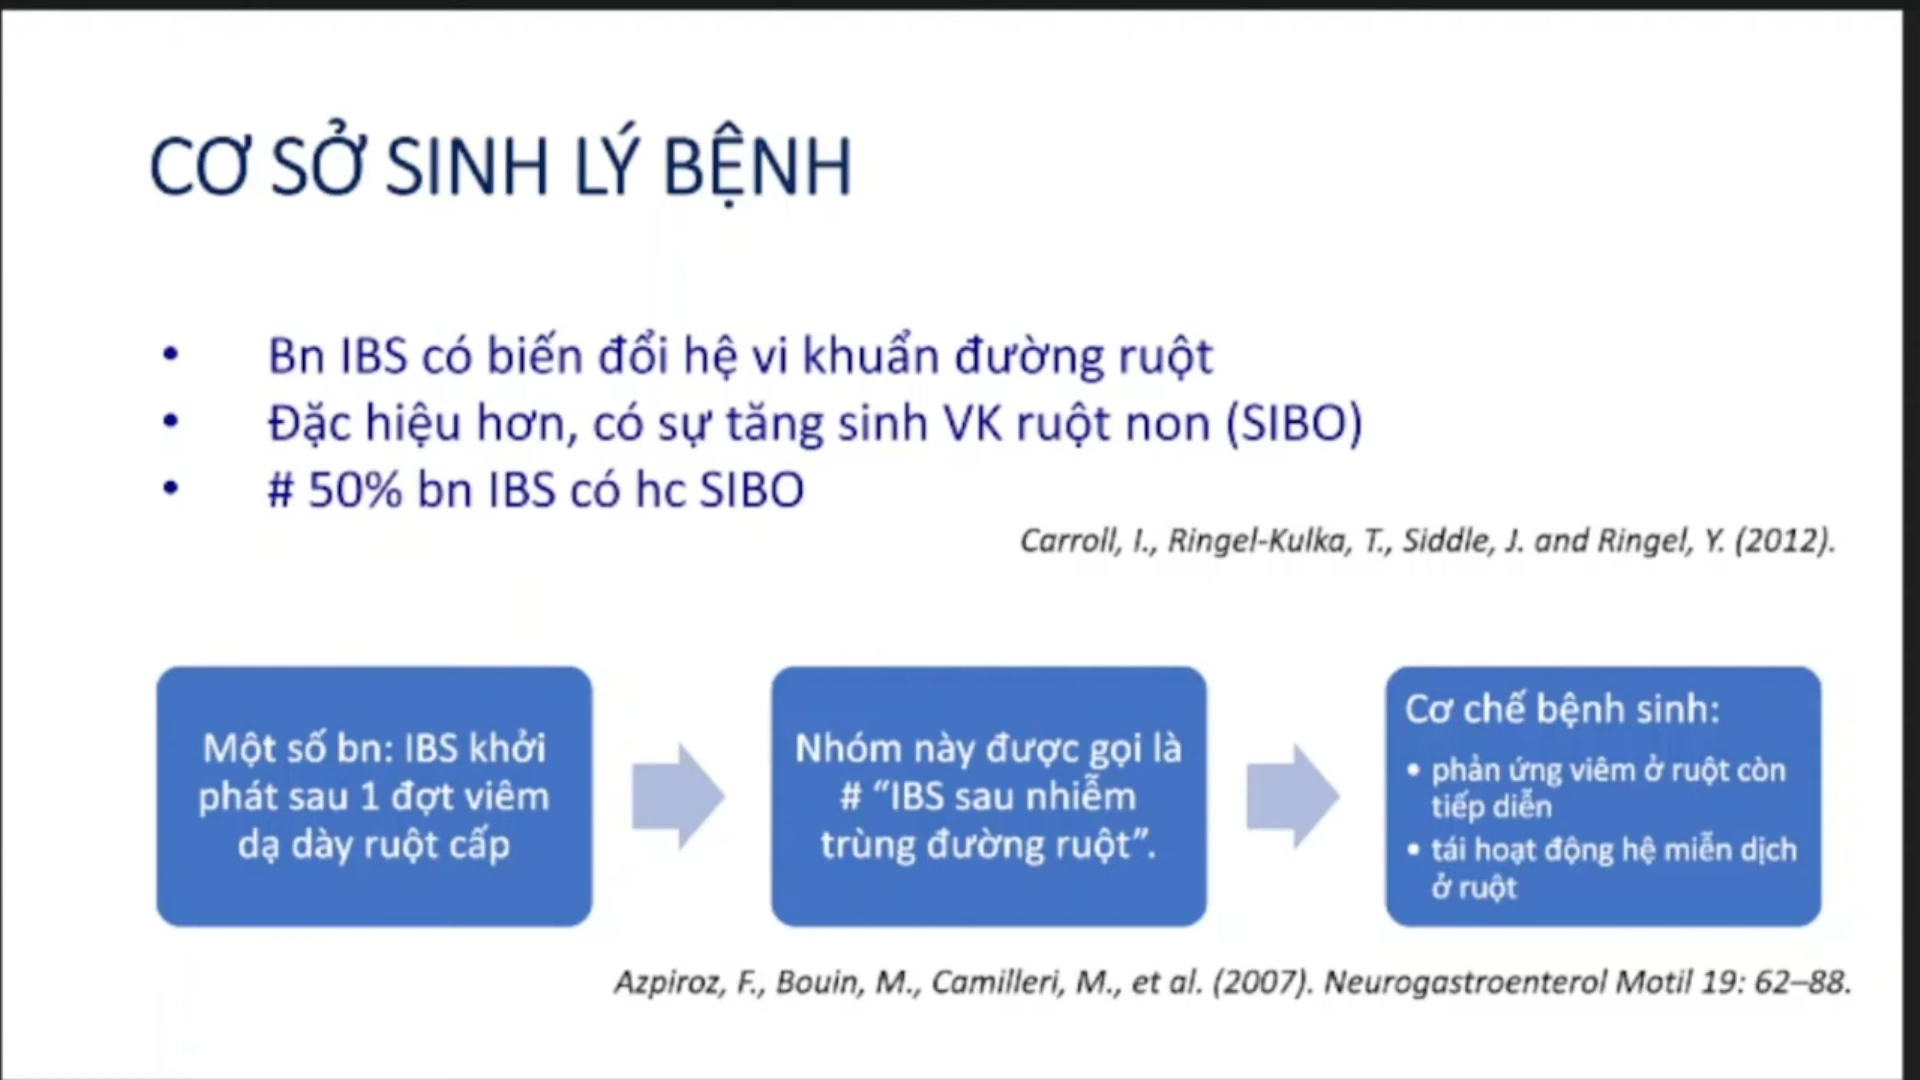 CƠ SỞ SINH LÝ BỆNH
• Bn IBS có biến đổi hệ vi khuẩn đường ruột
• Đặc hiệu hơn, có sự tăng sinh VK ruột non (SIBO)
• # 50% bn IBS có hc SIBO
Carroll, I., Ringel-Kulka, T., Siddle, J. and Ringel, Y. (2012).
Một số bn: IBS khởi
phát sau 1 đợt viêm
dạ dày ruột cấp
Nhóm này được gọi là
# “IBS sau nhiễm
trùng đường ruột”.
Cơ chế bệnh sinh:
• phản ứng viêm ở ruột còn
tiếp diễn
• tái hoạt động hệ miễn dịch
ở ruột
Azpiroz, F., Bouin, M., Camilleri, M., et al. (2007). Neurogastroenterol Motil 19: 62–88.